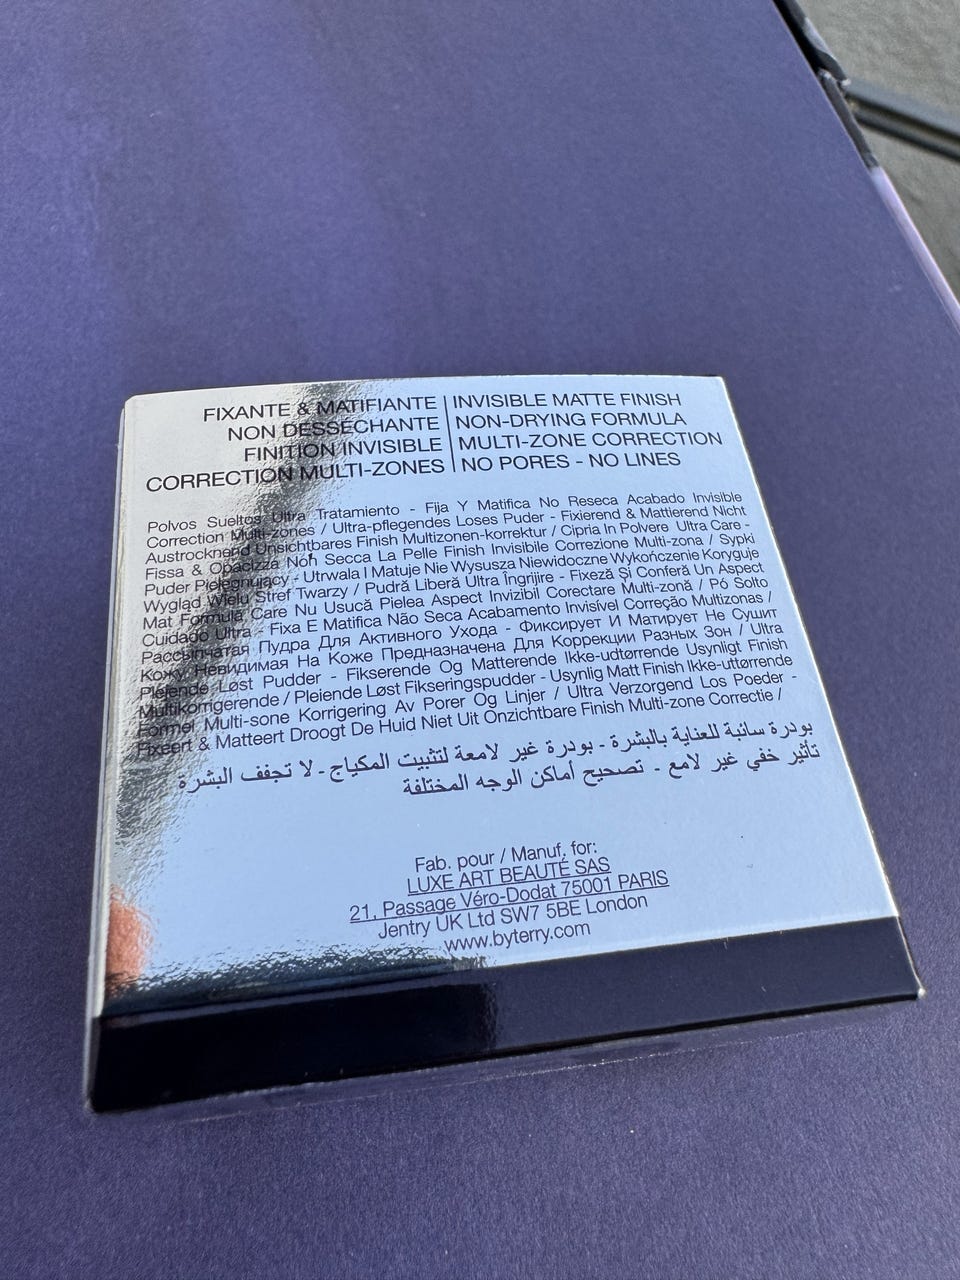 FIXANTE & MATIFIANTE
NON DESSÉCHANTE
FINITION INVISIBLE
CORRECTION MULTI-ZONES
INVISIBLE MATTE FINISH
NON-DRYING FORMULA
MULTI-ZONE CORRECTION
NO PORES - NO LINES
Polvos Sueltos Ultra Tratamiento - Fija Y Matifica No Reseca Acabado Invisible
Correction Multi-zones / Ultra-pflegendes Loses Puder - Fixierend & Mattierend Nicht
Austrocknend Unsichtbares Finish Multizonen-korrektur / Cipria In Polvere Ultra Care -
Fissa & Opacizza Non Secca La Pelle Finish Invisibile Correzione Multi-zona / Sypki
Puder Pielęgnujący - Utrwala I Matuje Nie Wysusza Niewidoczne Wykończenie Koryguje
Wygląd Wielu Stref Twarzy / Pudră Liberă Ultra Îngrijire - Fixeză Și Conferă Un Aspect
Mat Formula Care Nu Usucă Pielea Aspect Invizibil Corectare Multi-zonă / Pó Solto
Cuidado Ultra - Fixa E Matifica Não Seca Acabamento Invisível Correção Multizonas /
Рассыпчатая Пудра Для Активного Ухода - Фиксирует И Матирует Не Сушит
Кожу Невидимая На Коже Предназначена Для Коррекции Разных Зон / Ultra
Pleiende Løst Pudder - Fikserende Og Matterende Ikke-udtørrende Usynligt Finish
Multikorrigerende / Pleiende Løst Fikseringspudder - Usynlig Matt Finish Ikke-uttørrende
Formel Multi-sone Korrigering Av Porer Og Linjer / Ultra Verzorgend Los Poeder -
Fixeert & Matteert Droogt De Huid Niet Uit Onzichtbare Finish Multi-zone Correctie /
بودرة سائبة للعناية بالبشرة - بودرة غير لامعة لتثبيت المكياج - لا تجفف البشرة
تأثير خفي غير لامع - تصحيح أماكن الوجه المختلفة
Fab. pour / Manuf. for:
LUXE ART BEAUTÉ SAS
21, Passage Véro-Dodat 75001 PARIS
Jentry UK Ltd SW7 5BE London
www.byterry.com